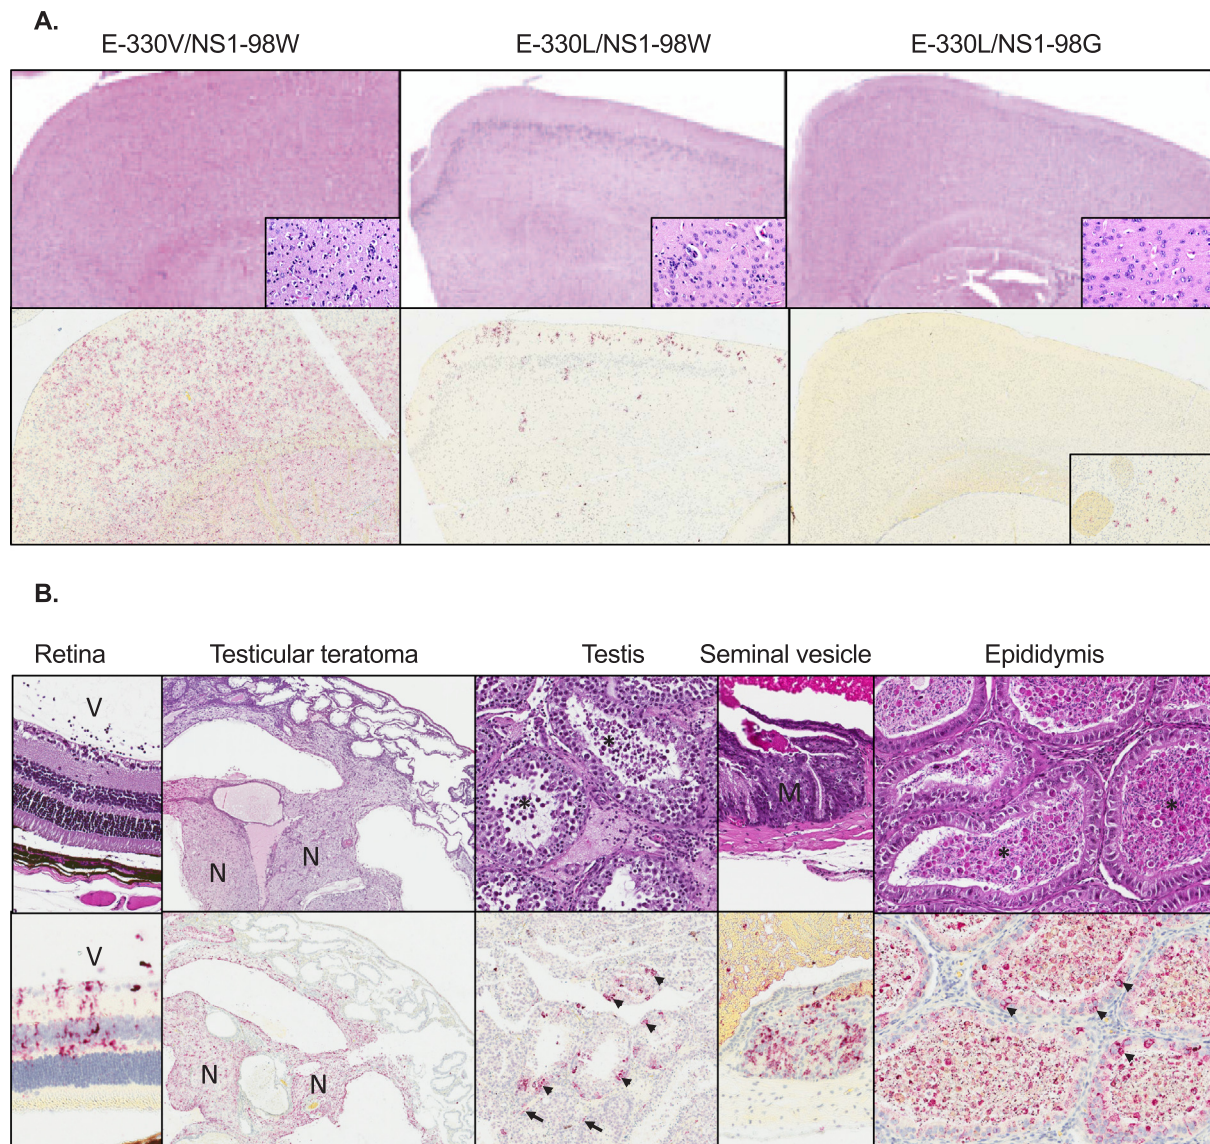 A.
E-330V/NS1-98W
E-330L/NS1-98W
E-330L/NS1-98G
B.
Retina
Testicular teratoma
Testis
Seminal vesicle
Epididymis
V
N
N
*
*
M
*
*
V
N
N